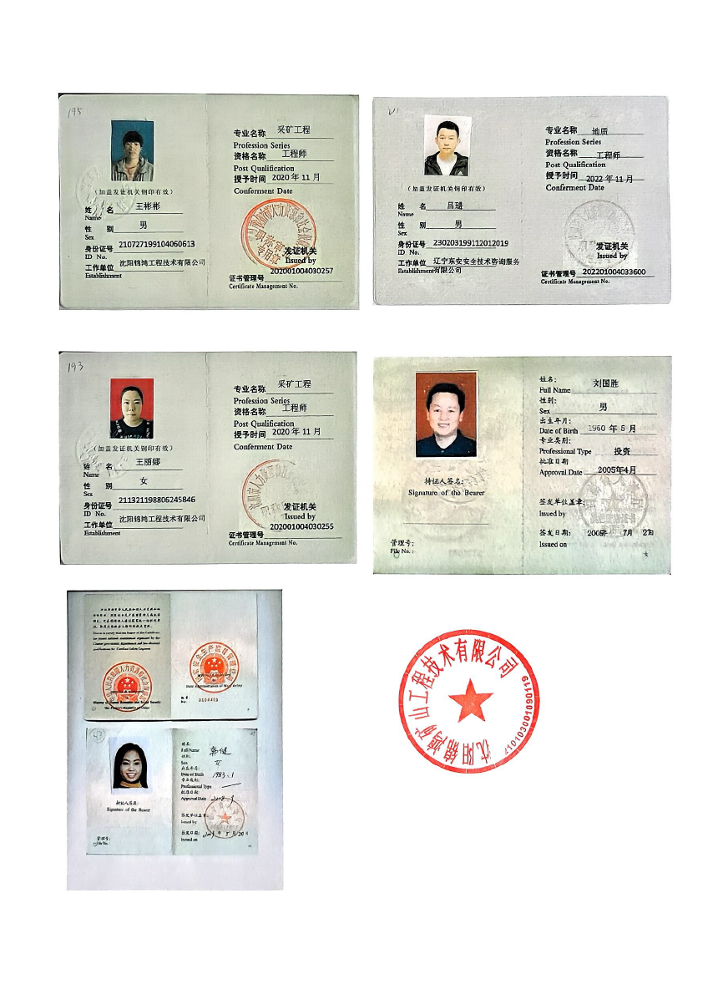 195
专业名称 采矿工程
Profession Series
资格名称 工程师
Post Qualification
授予时间 2020 年 11 月
Conferment Date
(加盖发证机关钢印有效)
姓 名 王彬彬
Name
性 别 男
Sex
身份证号 210727199104060613
ID No.
工作单位 沈阳锦鸿工程技术有限公司
Establishment
发证机关
Issued by
证书管理号 202001004030257
Certificate Management No.
专业名称 地质
Profession Series
资格名称 工程师
Post Qualification
授予时间 2022 年 11 月
Conferment Date
(加盖发证机关钢印有效)
姓 名 吕进
Name
性 别 男
Sex
身份证号 230203199112012019
ID No.
工作单位 辽宁东安安全技术咨询服务
Establishment 有限公司
发证机关
Issued by
证书管理号 202201004033600
Certificate Management No.
193
专业名称 采矿工程
Profession Series
资格名称 工程师
Post Qualification
授予时间 2020 年 11 月
Conferment Date
(加盖发证机关钢印有效)
姓 名 王丽娜
Name
性 别 女
Sex
身份证号 211321198806245846
ID No.
工作单位 沈阳锦鸿工程技术有限公司
Establishment
发证机关
Issued by
证书管理号 202001004030255
Certificate Management No.
姓名: 刘国胜
Full Name
性别: 男
Sex
出生年月:
Date of Birth 1960 年 5 月
专业类别:
Professional Type 投资
批准日期
Approval Date 2005年4月
持证人签名:
Signature of the Bearer
签发单位盖章:
Issued by
签发日期: 2005年 7月 2日
Issued on
管理号:
File No.:
Ministry of Human Resources and Social Security
The People's Republic of China
State Administration of Work Safety
姓名:
Full Name 韩健
性别:
Sex 女
出生年月:
Date of Birth 1983.1
专业类别:
Professional Type
批准日期:
Approval Date
持证人签名:
Signature of the Bearer
签发单位盖章:
Issued by
签发日期:
Issued on
管理号:
File No.
沈阳锦鸿矿山工程技术有限公司